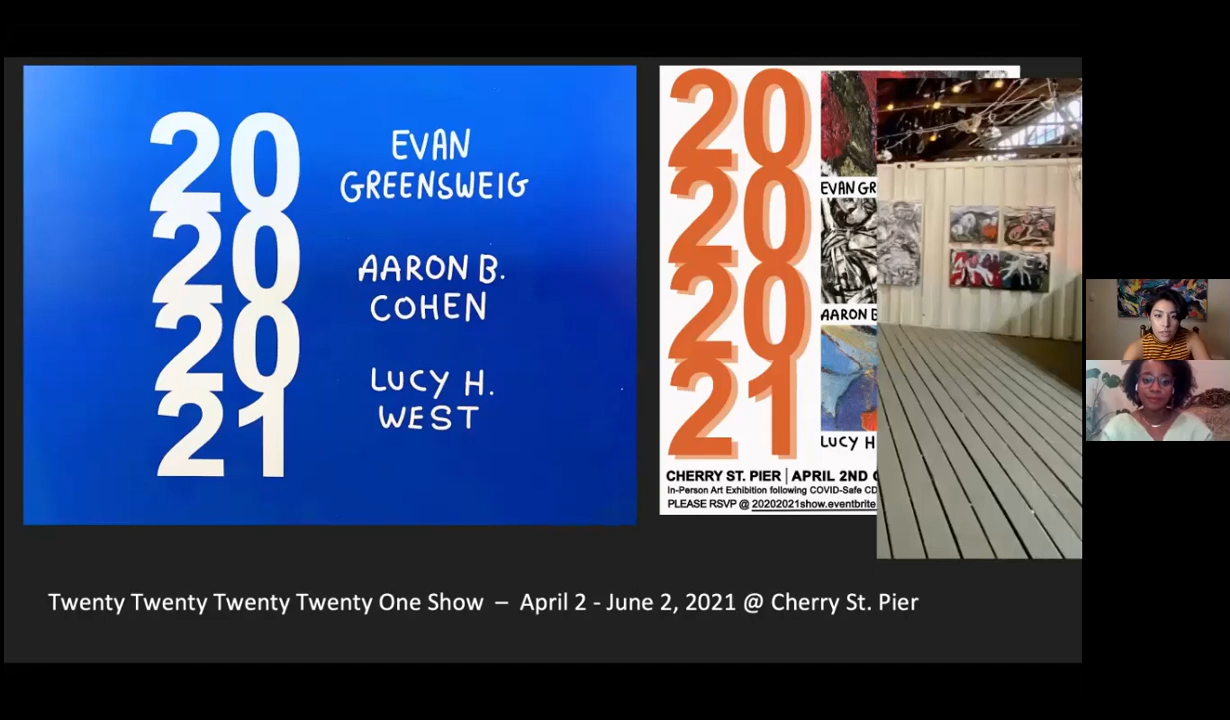 20
20
20
21
EVAN
GREENSWEIG
AARON B.
COHEN
LUCY H.
WEST
20
20
20
21
EVAN GR
AARON B
LUCY H
CHERRY ST. PIER | APRIL 2ND
In-Person Art Exhibition following COVID-Safe CD
PLEASE RSVP @ 20202021show.eventbrite
Twenty Twenty Twenty Twenty One Show – April 2 - June 2, 2021 @ Cherry St. Pier